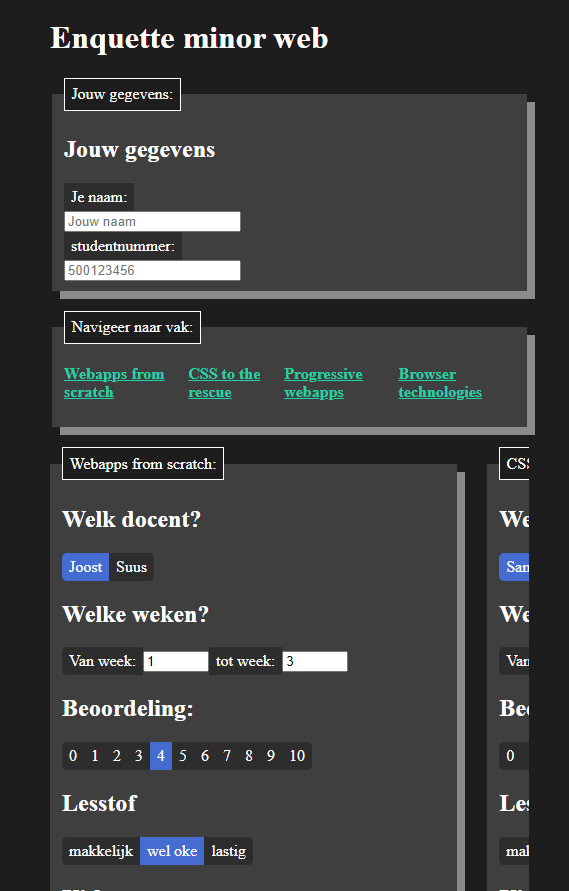 Enquette minor web
Jouw gegevens:
Jouw gegevens
Je naam:
Jouw naam
studentnummer:
500123456
Navigeer naar vak:
Webapps from scratch
CSS to the rescue
Progressive webapps
Browser technologies
Webapps from scratch:
Welk docent?
Joost Suus
Welke weken?
Van week: 1 tot week: 3
Beoordeling:
0 1 2 3 4 5 6 7 8 9 10
Lesstof
makkelijk wel oke lastig
CSS
We
San
We
Van
Beo
0
Les
mak